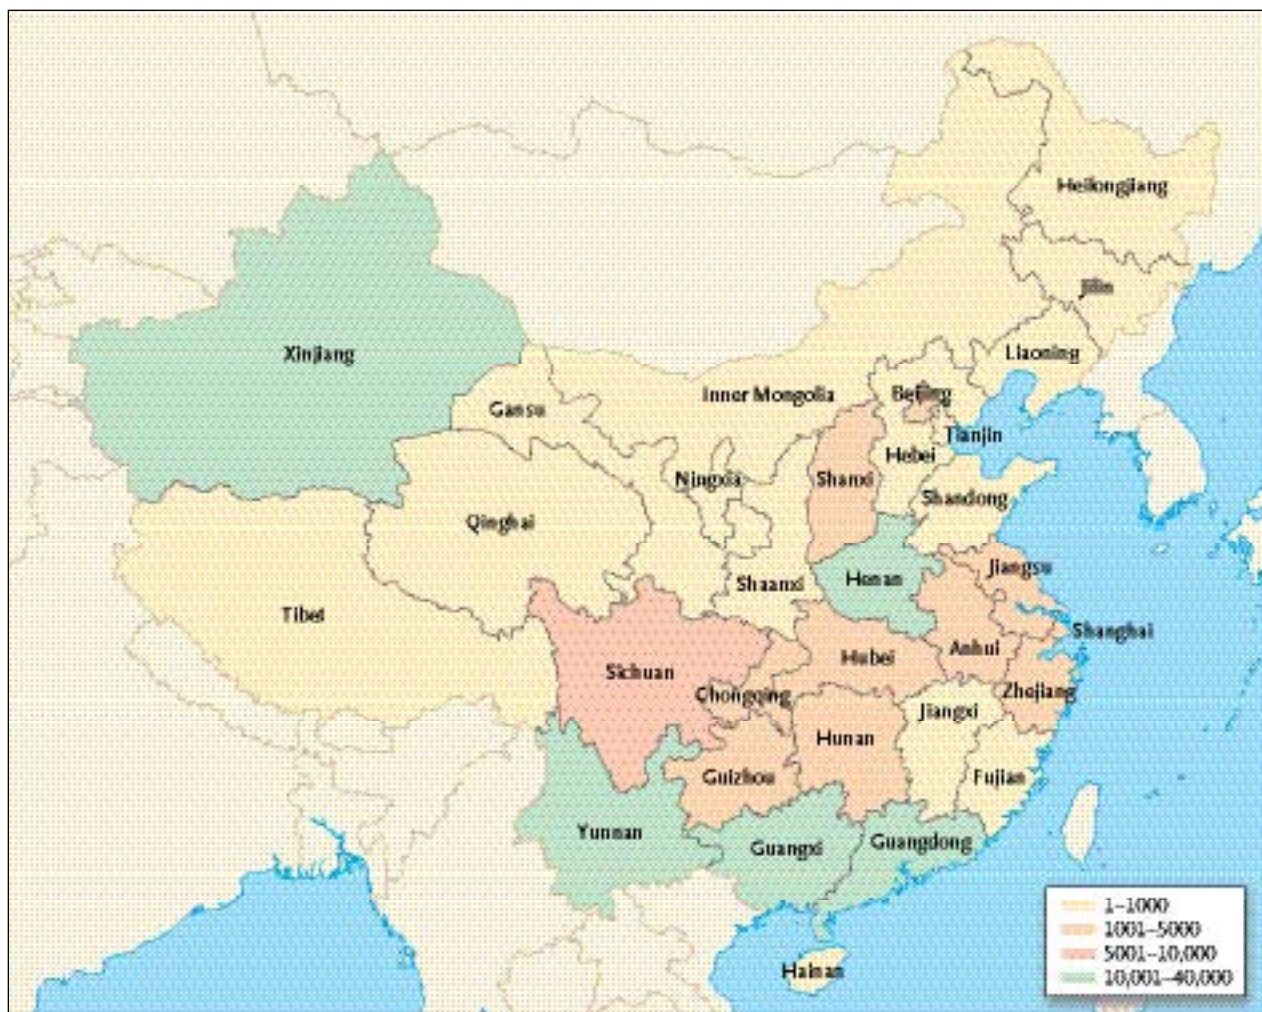 Heilongjiang
Jilin
Liaoning
Xinjiang
Inner Mongolia
Beijing
Gansu
Tianjin
Hebei
Ningxia
Shanxi
Shandong
Qinghai
Jiangsu
Henan
Shaanxi
Tibet
Shanghai
Anhui
Hubei
Sichuan
Zhejiang
Chongqing
Jiangxi
Hunan
Guizhou
Fujian
Yunnan
Guangdong
Guangxi
Hainan
1–1000
1001–5000
5001–10,000
10,001–40,000